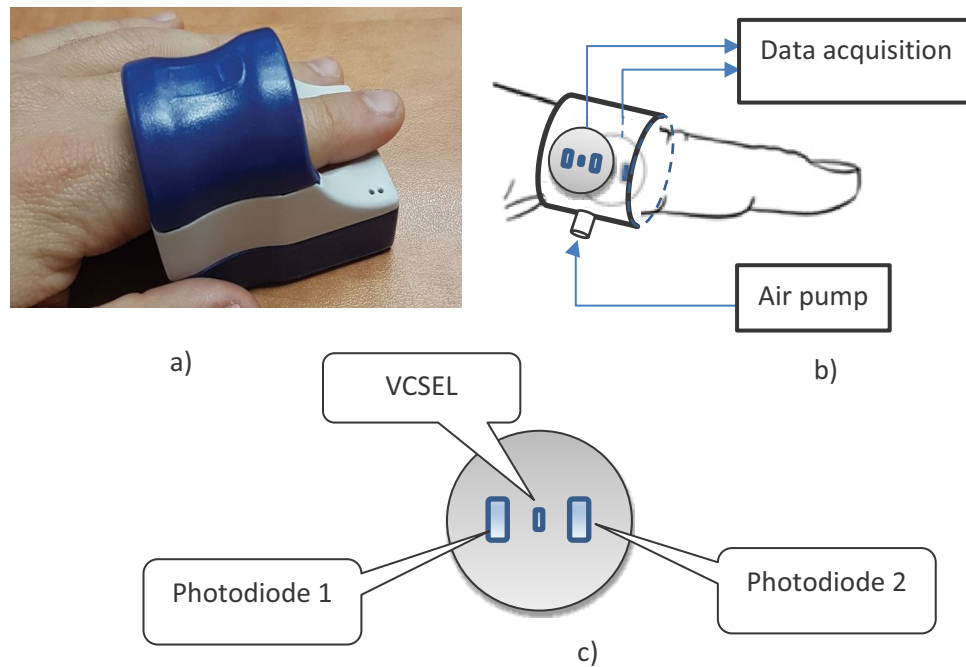 Data acquisition
Air pump
a)
b)
VCSEL
Photodiode 1
Photodiode 2
c)